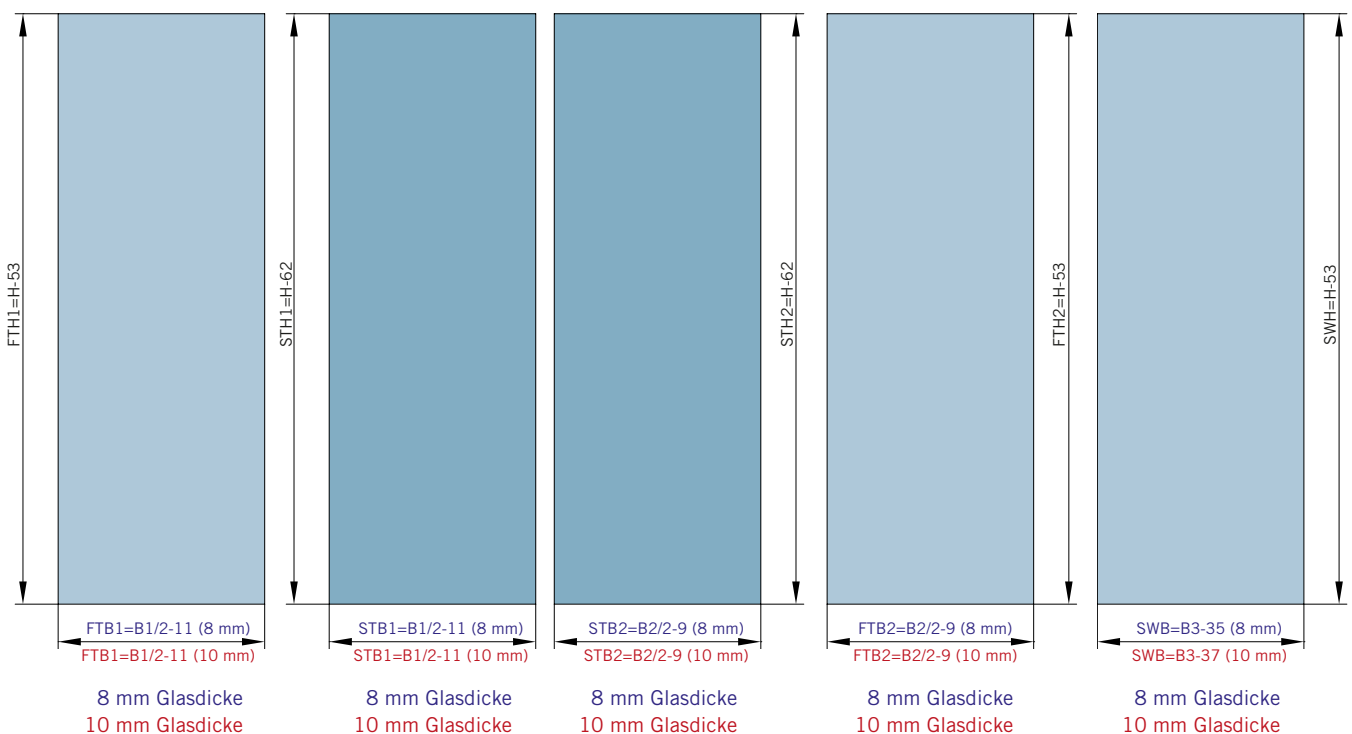 FTH1=H-53
STH1=H-62
STH2=H-62
FTH2=H-53
SWH=H-53
FTB1=B1/2-11 (8 mm)
FTB1=B1/2-11 (10 mm)
STB1=B1/2-11 (8 mm)
STB1=B1/2-11 (10 mm)
STB2=B2/2-9 (8 mm)
STB2=B2/2-9 (10 mm)
FTB2=B2/2-9 (8 mm)
FTB2=B2/2-9 (10 mm)
SWB=B3-35 (8 mm)
SWB=B3-37 (10 mm)
8 mm Glasdicke
10 mm Glasdicke
8 mm Glasdicke
10 mm Glasdicke
8 mm Glasdicke
10 mm Glasdicke
8 mm Glasdicke
10 mm Glasdicke
8 mm Glasdicke
10 mm Glasdicke